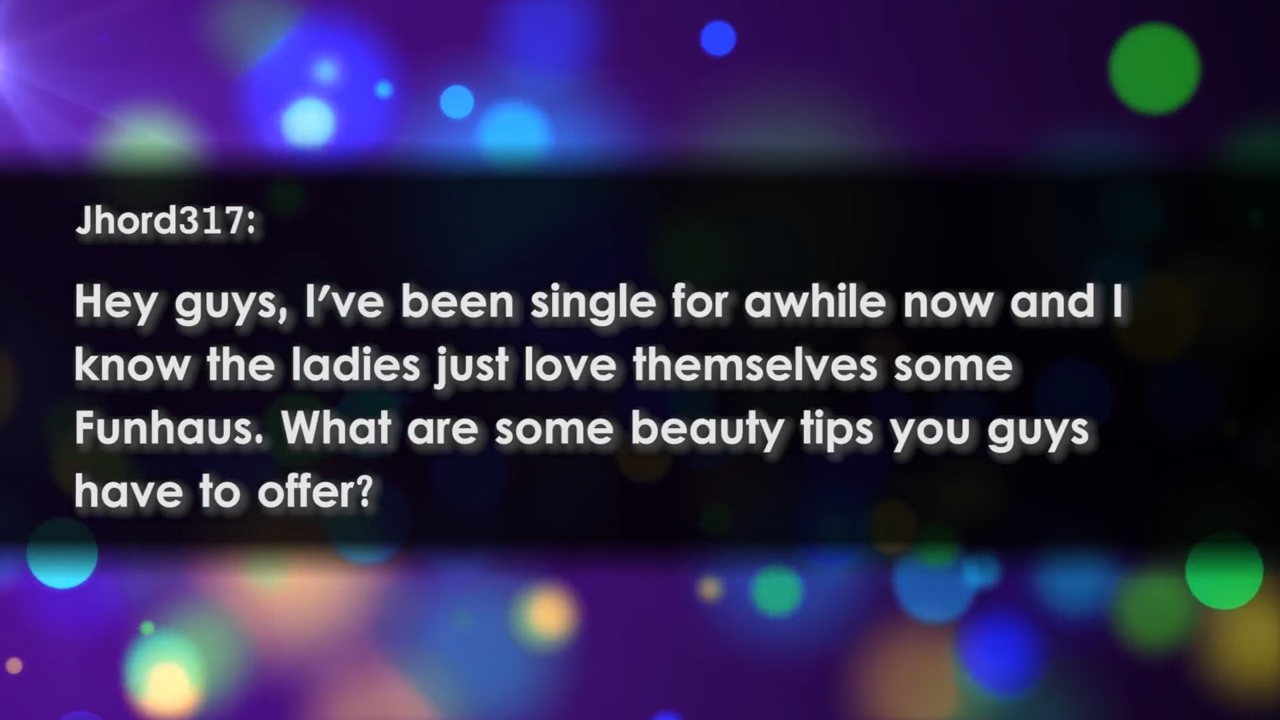 Jhord317:
Hey guys, I've been single for awhile now and I
know the ladies just love themselves some
Funhaus. What are some beauty tips you guys
have to offer?